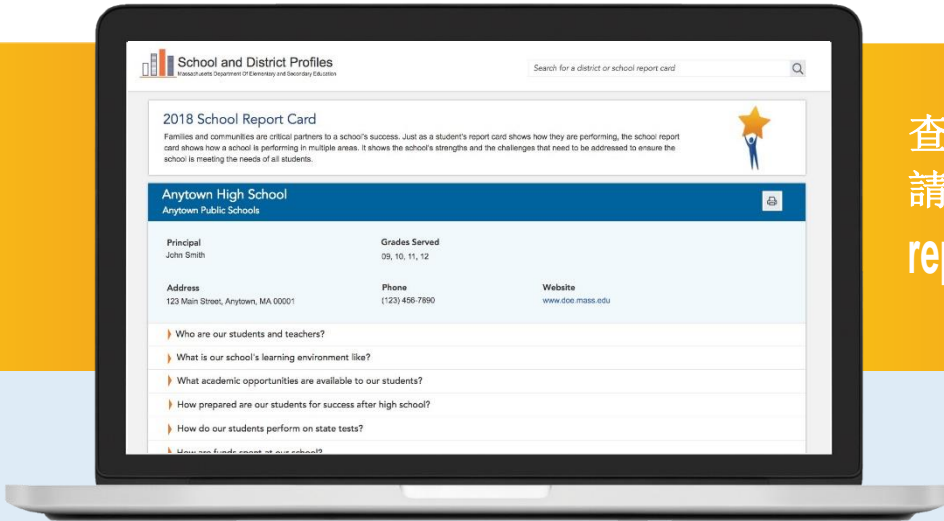 School and District Profiles
Massachusetts Department Of Elementary and Secondary Education
Search for a district or school report card
2018 School Report Card
Families and communities are critical partners to a school's success. Just as a student's report card shows how they are performing, the school report
card shows how a school is performing in multiple areas. It shows the school's strengths and the challenges that need to be addressed to ensure the
school is meeting the needs of all students.
Anytown High School
Anytown Public Schools
Principal
John Smith
Grades Served
09, 10, 11, 12
Address
123 Main Street, Anytown, MA 00001
Phone
(123) 456-7890
Website
www.doe.mass.edu
Who are our students and teachers?
What is our school's learning environment like?
What academic opportunities are available to our students?
How prepared are our students for success after high school?
How do our students perform on state tests?
How are funds spent at our school?
查
請